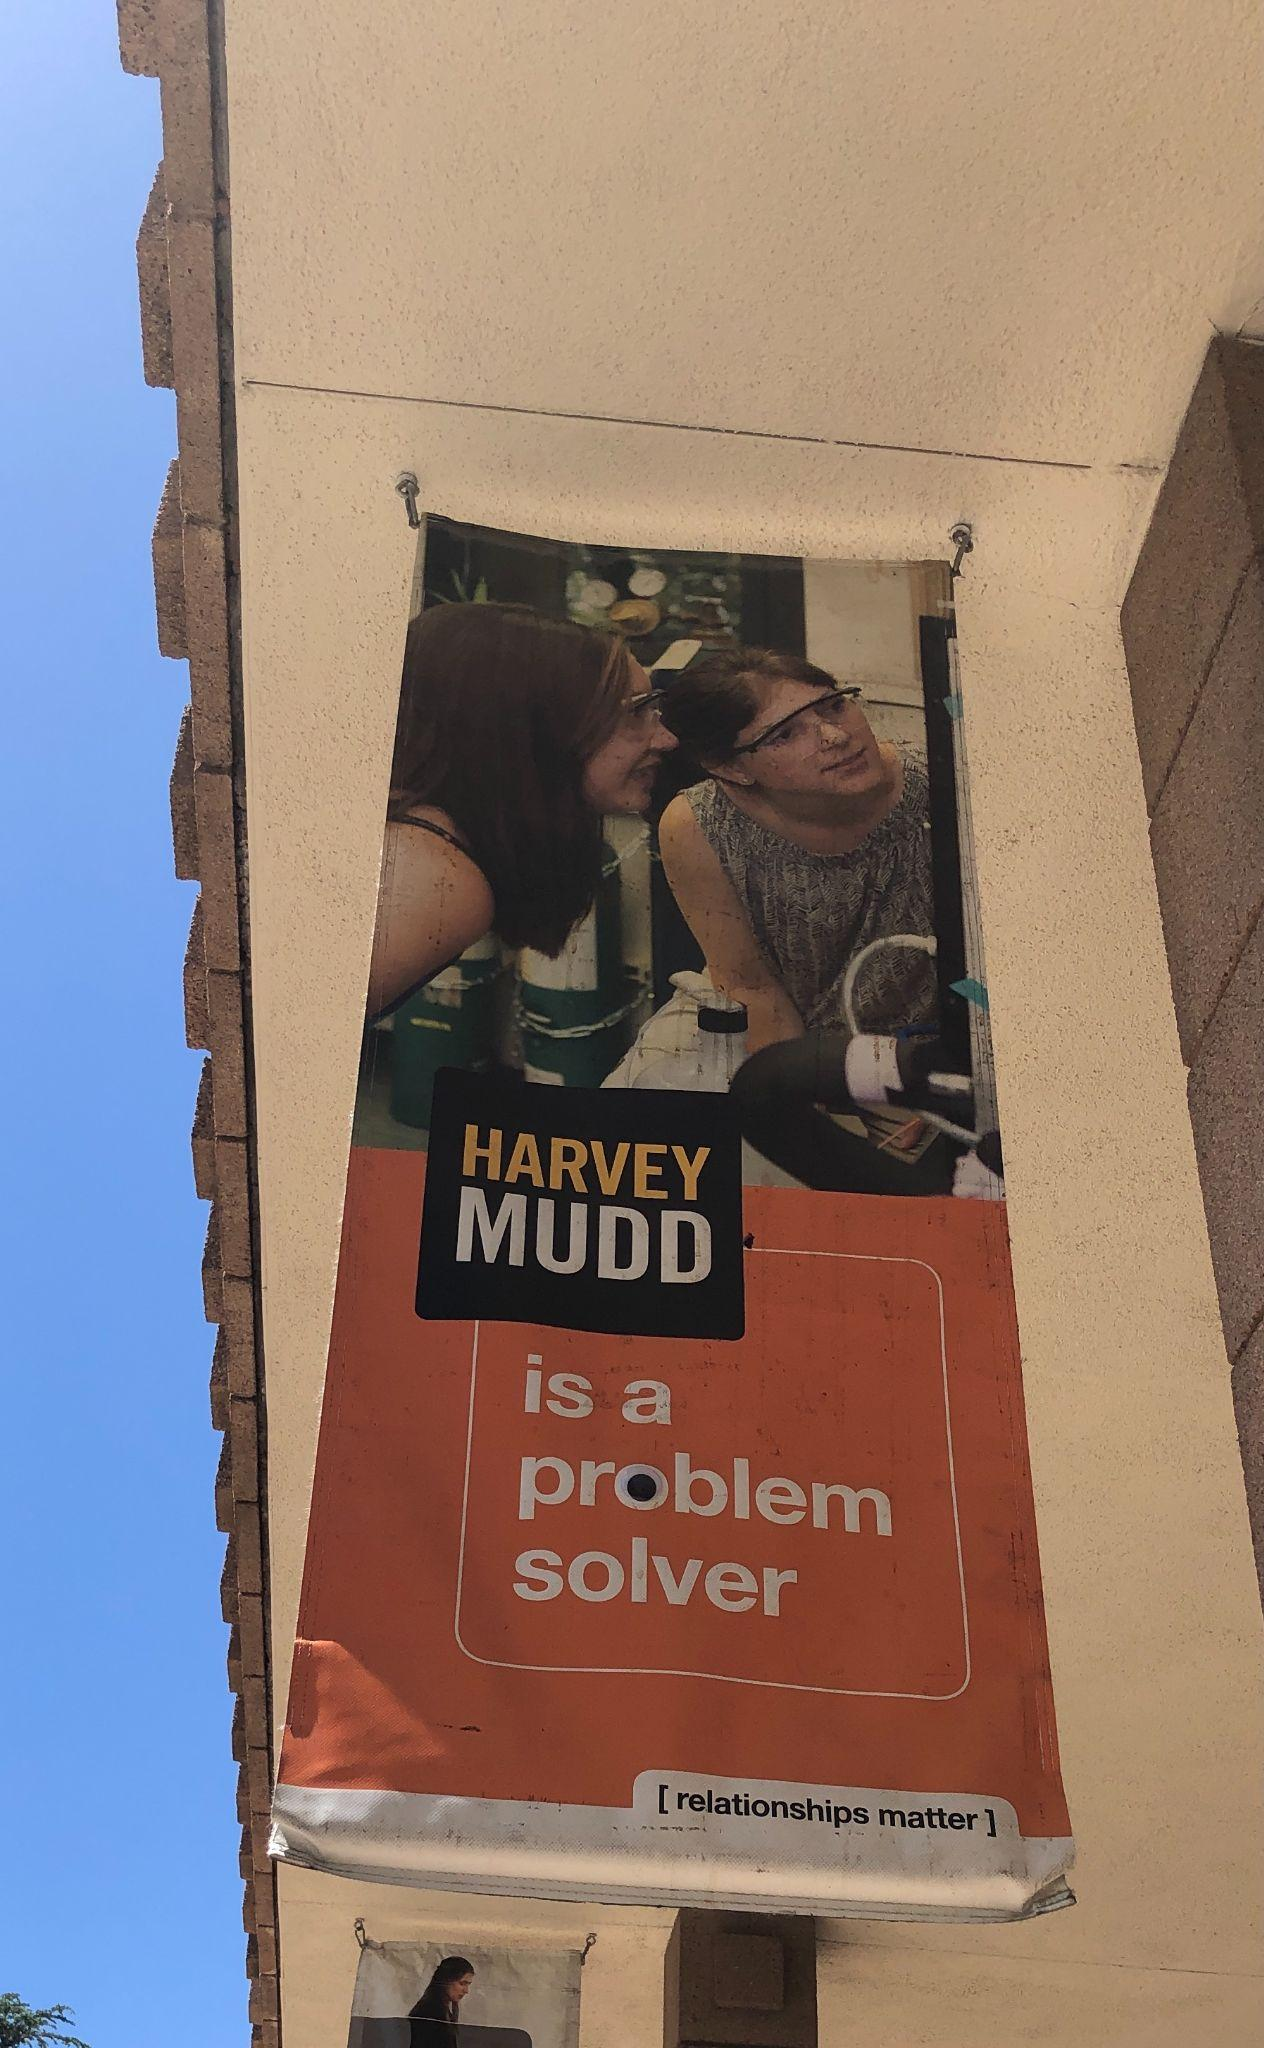 HARVEY
MUDD
is a
problem
solver
[ relationships matter ]